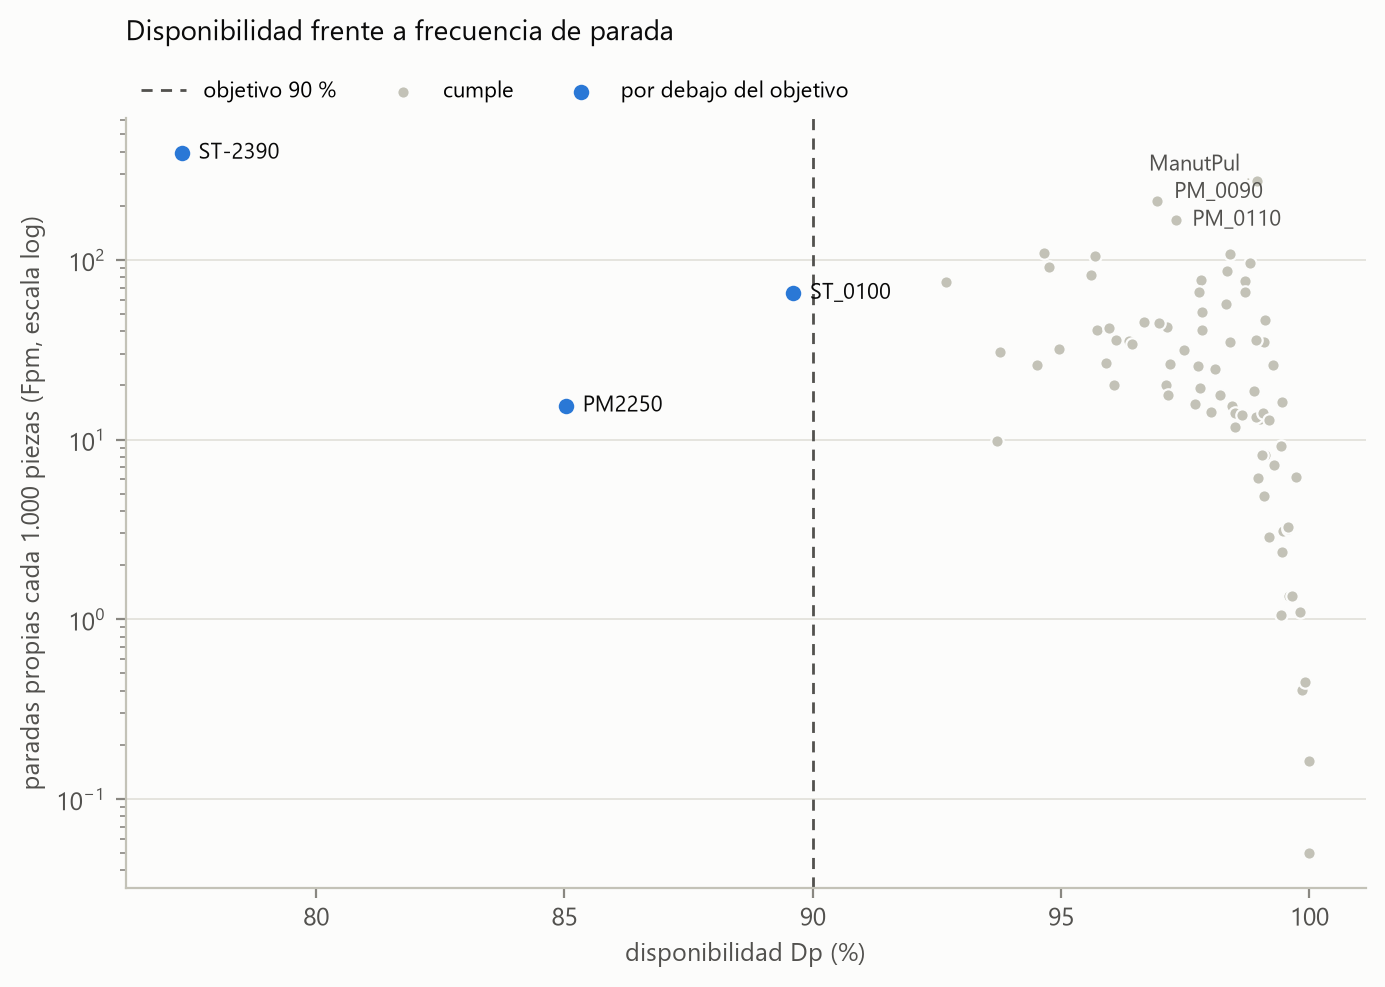 Disponibilidad frente a frecuencia de parada
objetivo 90 %
cumple
por debajo del objetivo
ST-2390
ManutPul
PM_0090
PM_0110
ST_0100
PM2250
paradas propias cada 1.000 piezas (Fpm, escala log)
10²
10¹
10⁰
10⁻¹
80
85
90
95
100
disponibilidad Dp (%)